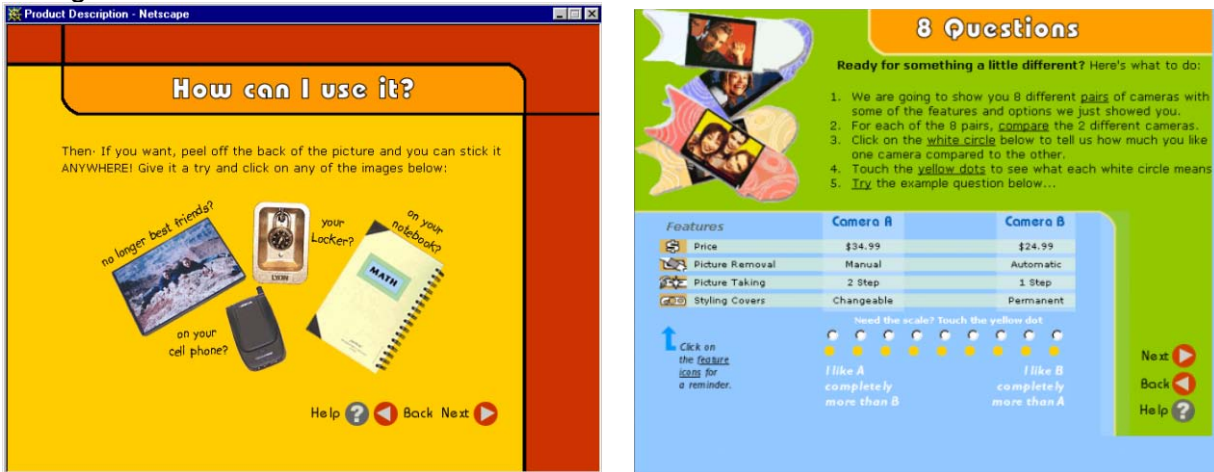 Product Description - Netscape
How can I use it?
Then· If you want, peel off the back of the picture and you can stick it
ANYWHERE! Give it a try and click on any of the images below:
no longer best friends?
your
Locker?
on your
notebook?
MATH
on your
cell phone?
Help ? Back Next
8 Questions
Ready for something a little different? Here's what to do:
1. We are going to show you 8 different pairs of cameras with
some of the features and options we just showed you.
2. For each of the 8 pairs, compare the 2 different cameras.
3. Click on the white circle below to tell us how much you like
one camera compared to the other.
4. Touch the yellow dots to see what each white circle means
5. Try the example question below...
Features Camera A Camera B
$ Price $34.99 $24.99
Picture Removal Manual Automatic
Picture Taking 2 Step 1 Step
Styling Covers Changeable Permanent
Need the scale? Touch the yellow dot
Click on
the feature
icons for
a reminder.
I like A
completely
more than B
I like B
completely
more than A
Next
Back
Help ?